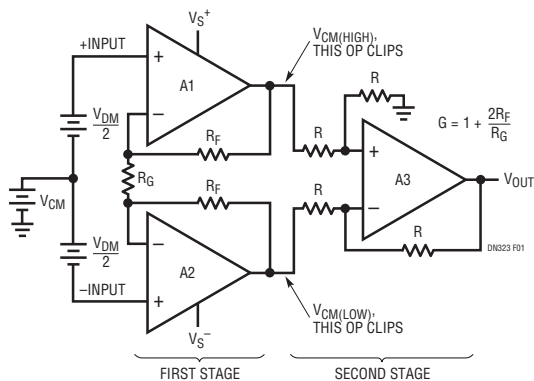 V_S^+
+INPUT
V_CM(HIGH),
THIS OP CLIPS
+
A1
−
V_DM
2
R_F
R
G = 1 + 2R_F
R_G
R
+
R_G
V_CM
R_F
R
A3
V_OUT
−
V_DM
2
R
DN323 F01
−
A2
+
−INPUT
V_CM(LOW),
THIS OP CLIPS
V_S^−
FIRST STAGE
SECOND STAGE